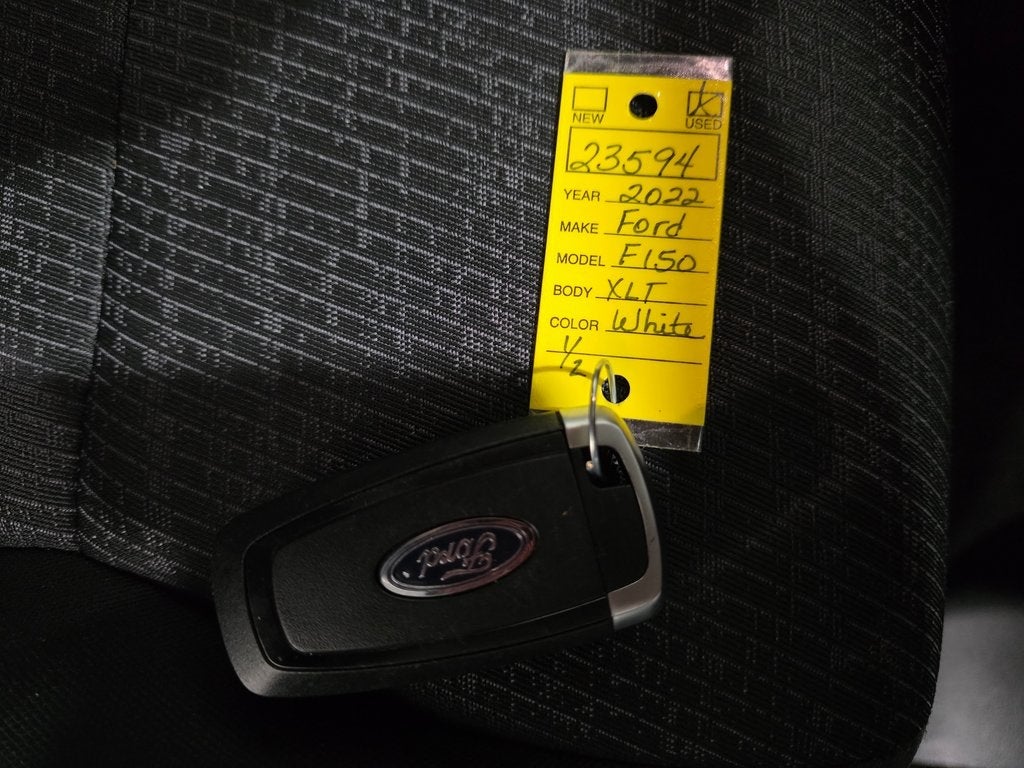 NEW USED
23594
YEAR 2022
MAKE Ford
MODEL F150
BODY XLT
COLOR White
1/2
Ford